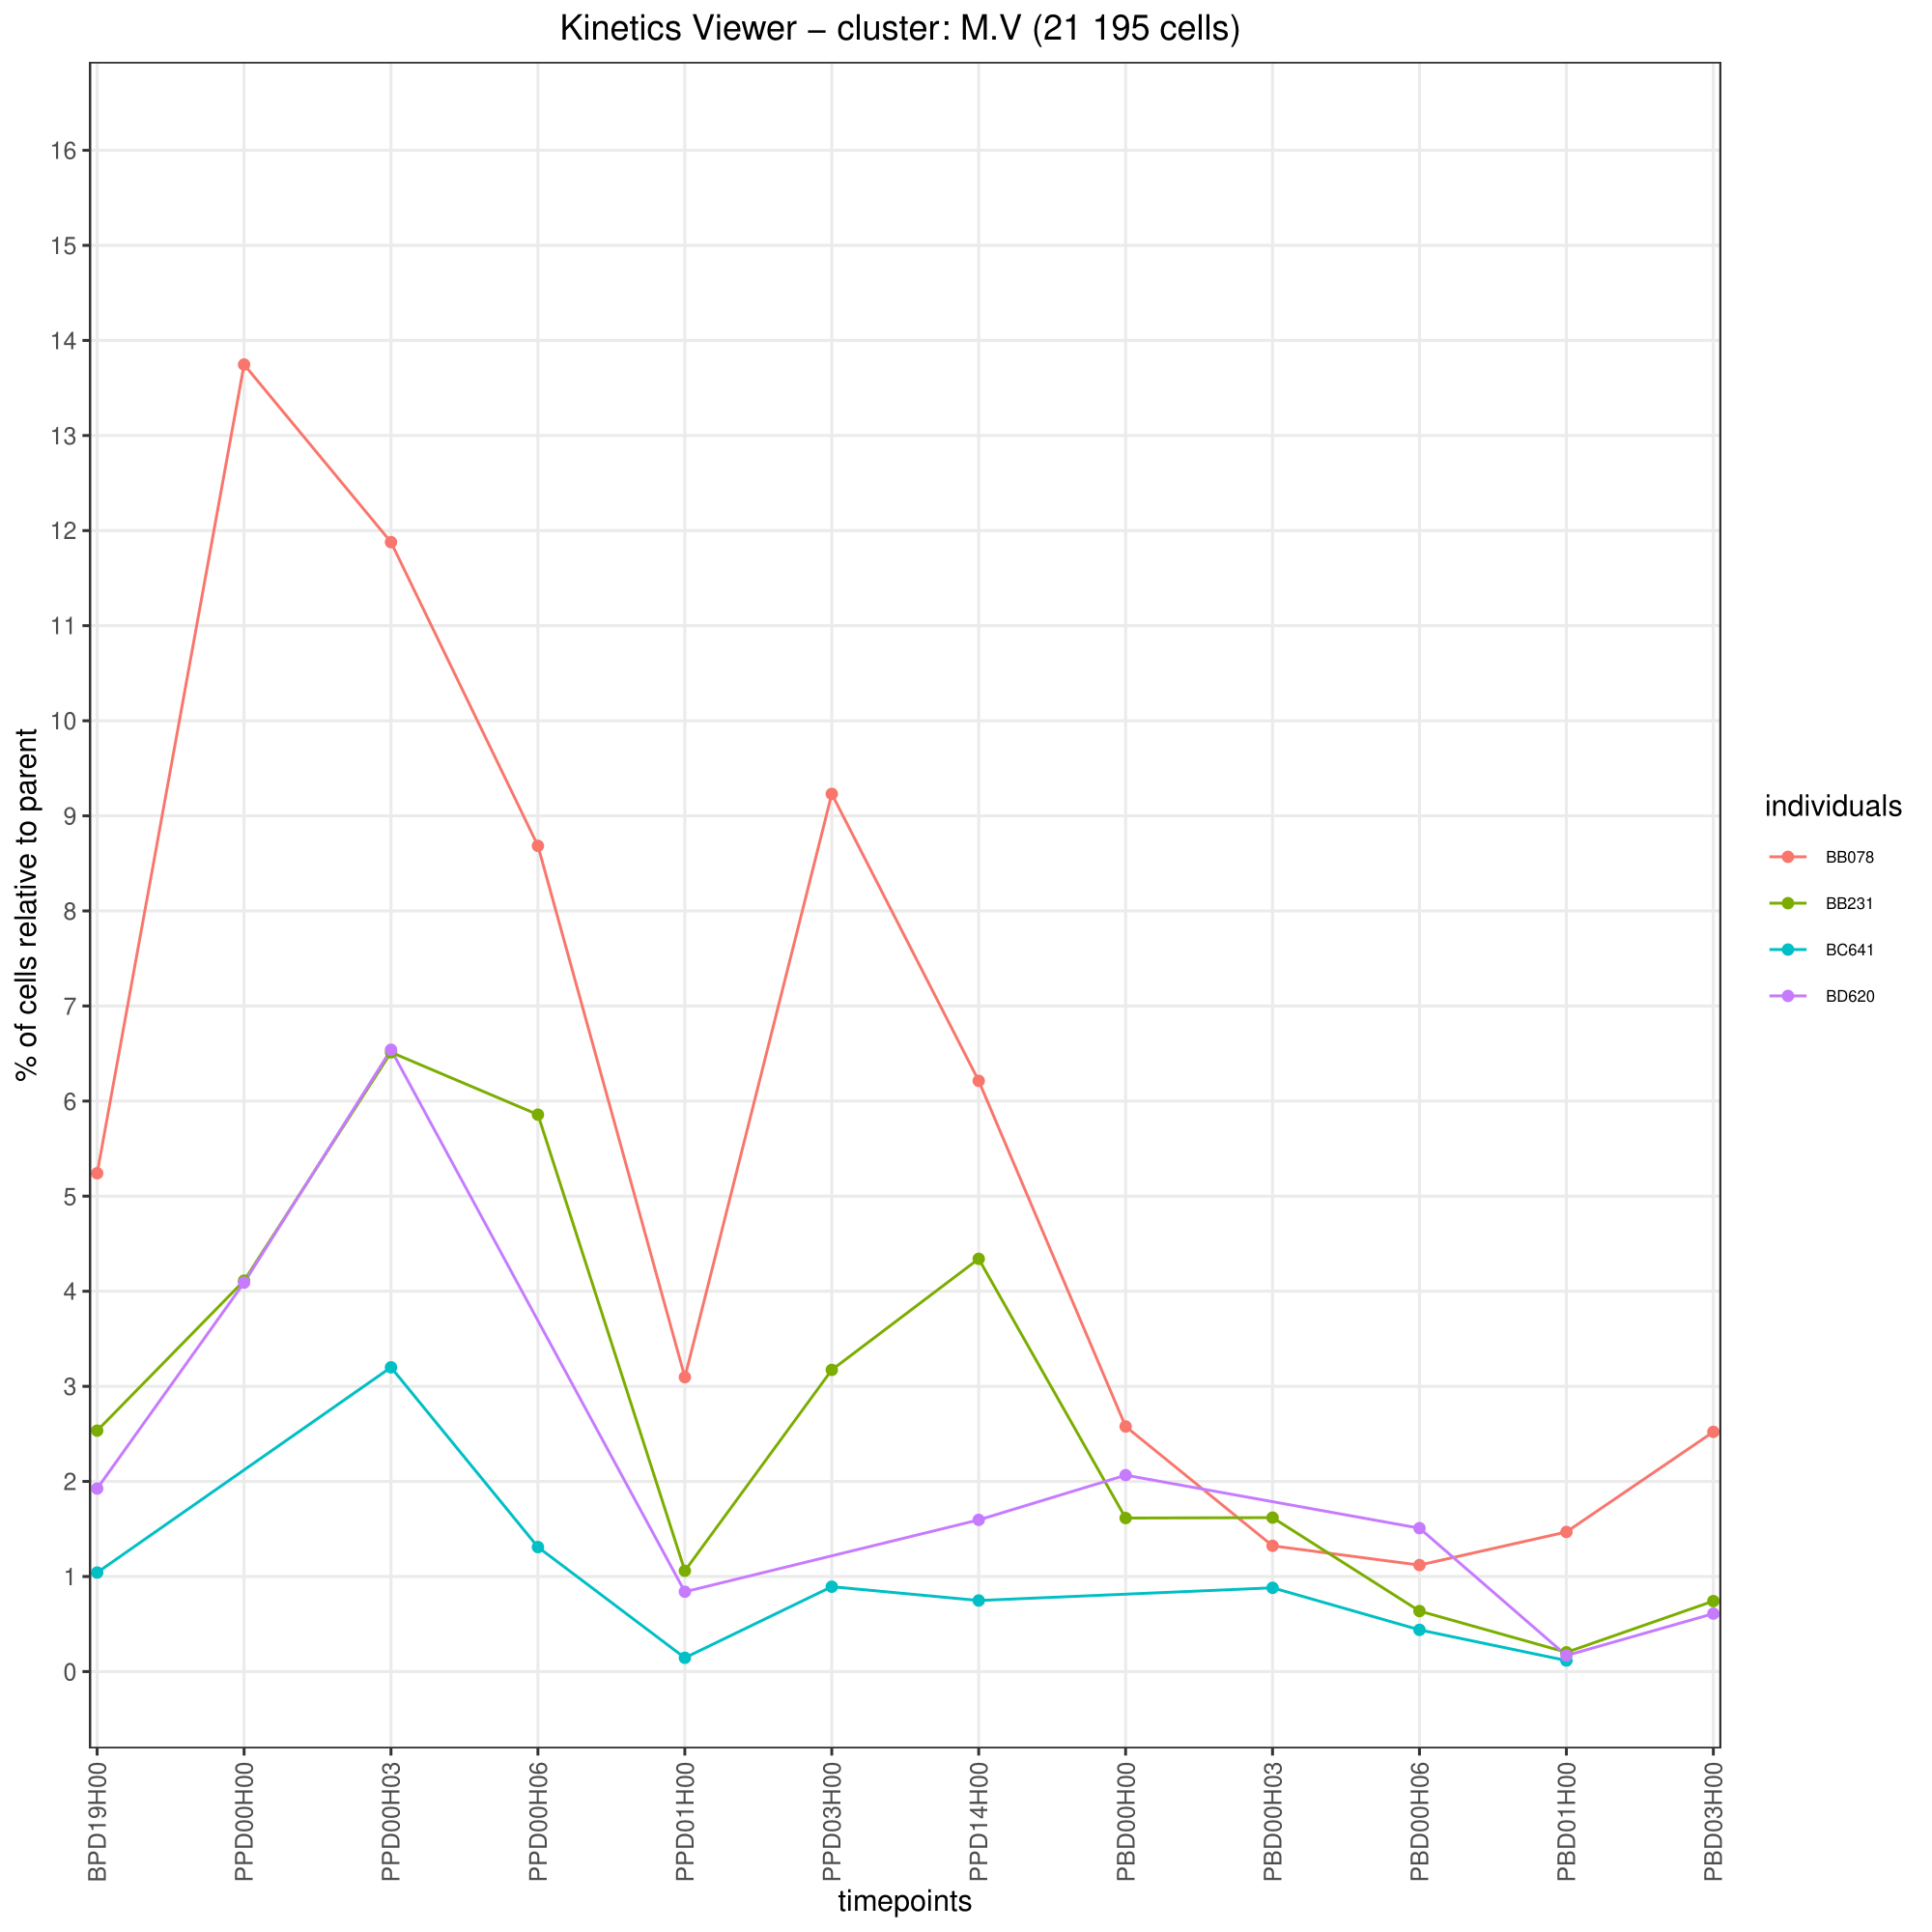 Kinetics Viewer – cluster: M.V (21 195 cells)
% of cells relative to parent
16
15
14
13
12
11
10
9
8
7
6
5
4
3
2
1
0
BPD19H00
PPD00H00
PPD00H03
PPD00H06
PPD01H00
PPD03H00
PPD14H00
PBD00H00
PBD00H03
PBD00H06
PBD01H00
PBD03H00
timepoints
individuals
BB078
BB231
BC641
BD620